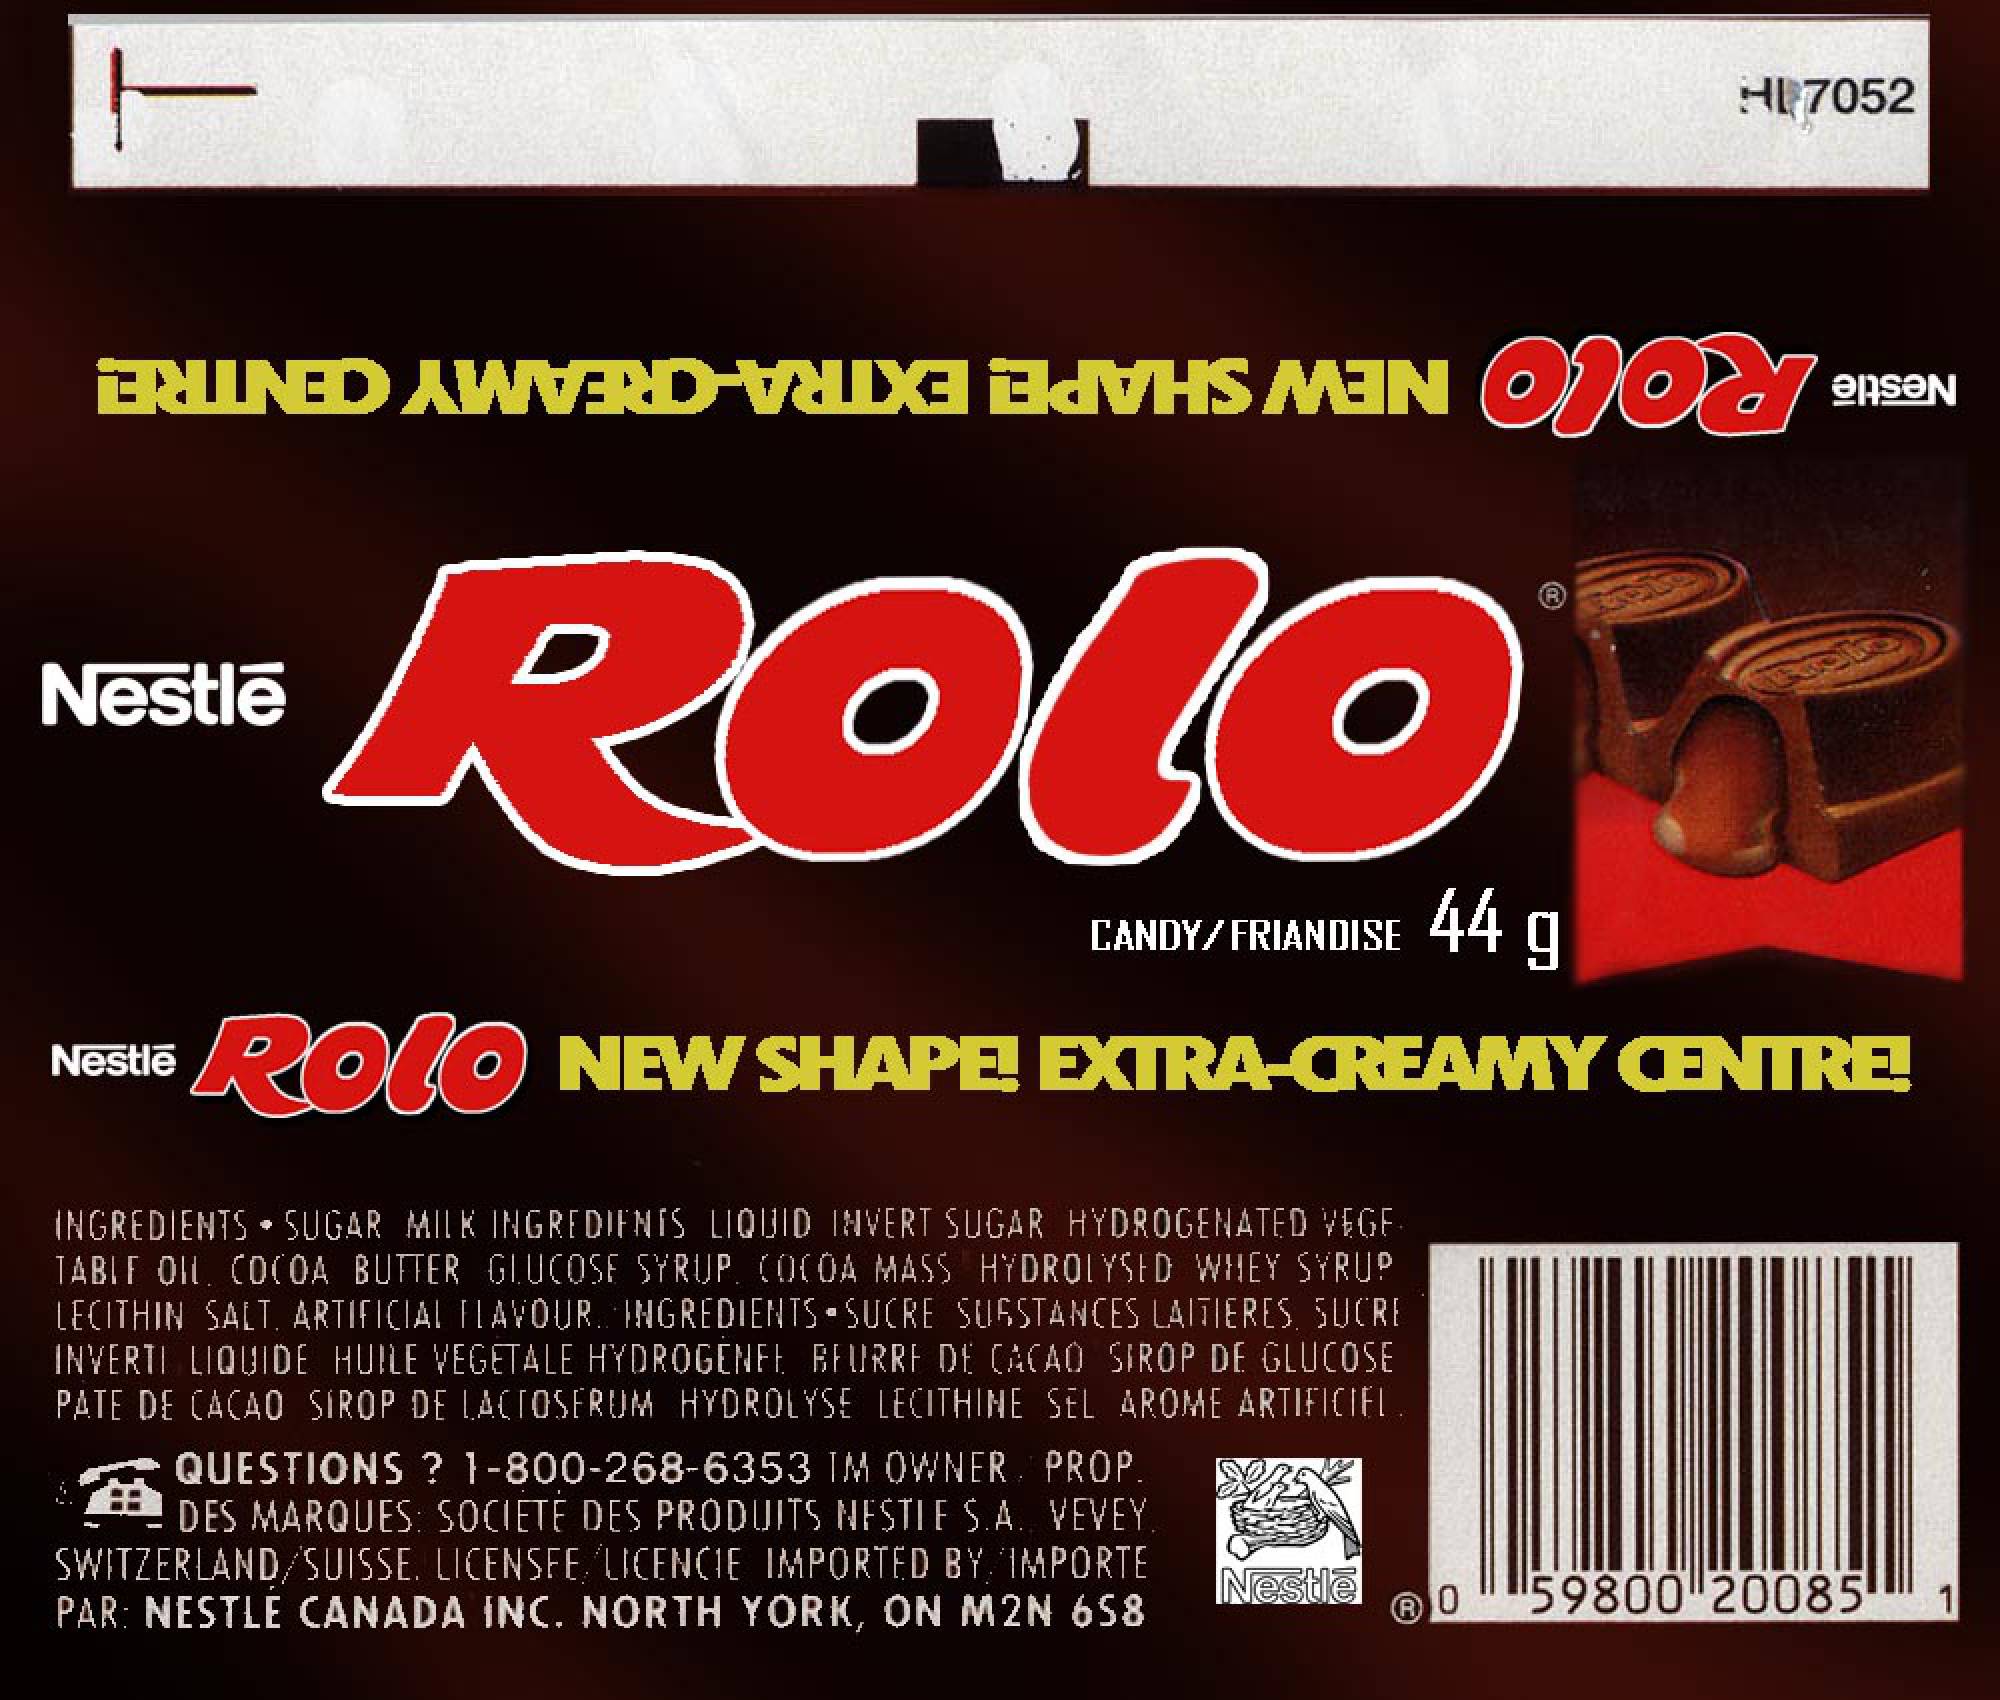 HL7052
Nestlé Rolo NEW SHAPE! EXTRA-CREAMY CENTRE!
Nestlé Rolo ®
Rolo
Rolo
CANDY/FRIANDISE 44 g
Nestlé Rolo NEW SHAPE! EXTRA-CREAMY CENTRE!
INGREDIENTS • SUGAR MILK INGREDIENTS LIQUID INVERT SUGAR HYDROGENATED VEGE-
TABLE OIL, COCOA BUTTER GLUCOSE SYRUP, COCOA MASS HYDROLYSED WHEY SYRUP
LECITHIN SALT, ARTIFICIAL FLAVOUR. INGREDIENTS • SUCRE SUBSTANCES LAITIERES, SUCRE
INVERTI LIQUIDE HUILE VEGETALE HYDROGENEE BEURRE DE CACAO SIROP DE GLUCOSE
PATE DE CACAO SIROP DE LACTOSERUM HYDROLYSE LECITHINE SEL AROME ARTIFICIEL.
QUESTIONS ? 1-800-268-6353 TM OWNER / PROP.
DES MARQUES: SOCIETE DES PRODUITS NESTLE S.A., VEVEY,
SWITZERLAND/SUISSE. LICENSEE/LICENCIE IMPORTED BY/IMPORTE
PAR: NESTLE CANADA INC. NORTH YORK, ON M2N 6S8
Nestlé ®
0 59800 20085 1